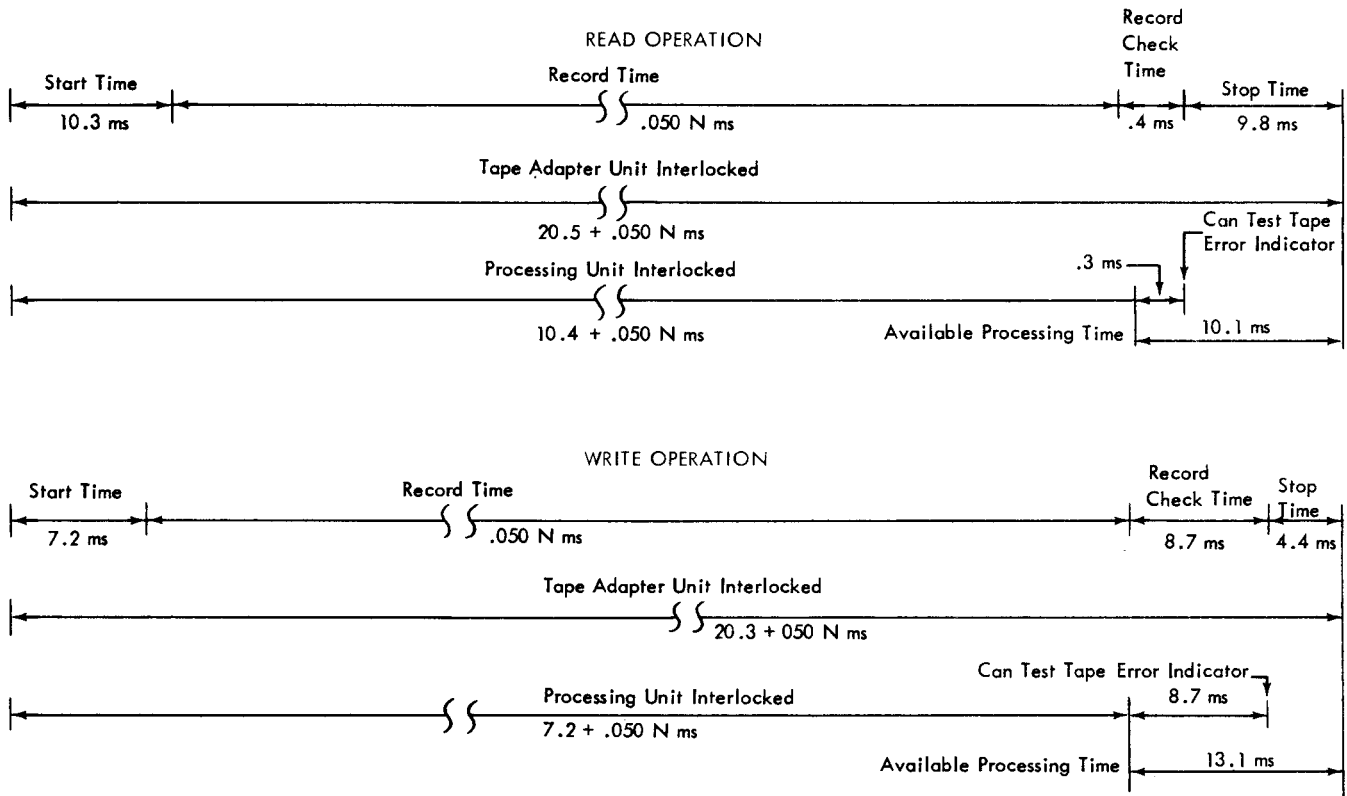 READ OPERATION
Record
Check
Time
Start Time
Record Time
Stop Time
10.3 ms
.050 N ms
.4 ms
9.8 ms
Tape Adapter Unit Interlocked
20.5 + .050 N ms
Can Test Tape
Error Indicator
Processing Unit Interlocked
.3 ms
10.4 + .050 N ms
Available Processing Time
10.1 ms
WRITE OPERATION
Start Time
Record Time
Record
Check Time
Stop
Time
7.2 ms
.050 N ms
8.7 ms
4.4 ms
Tape Adapter Unit Interlocked
20.3 + 050 N ms
Can Test Tape Error Indicator
Processing Unit Interlocked
8.7 ms
7.2 + .050 N ms
Available Processing Time
13.1 ms